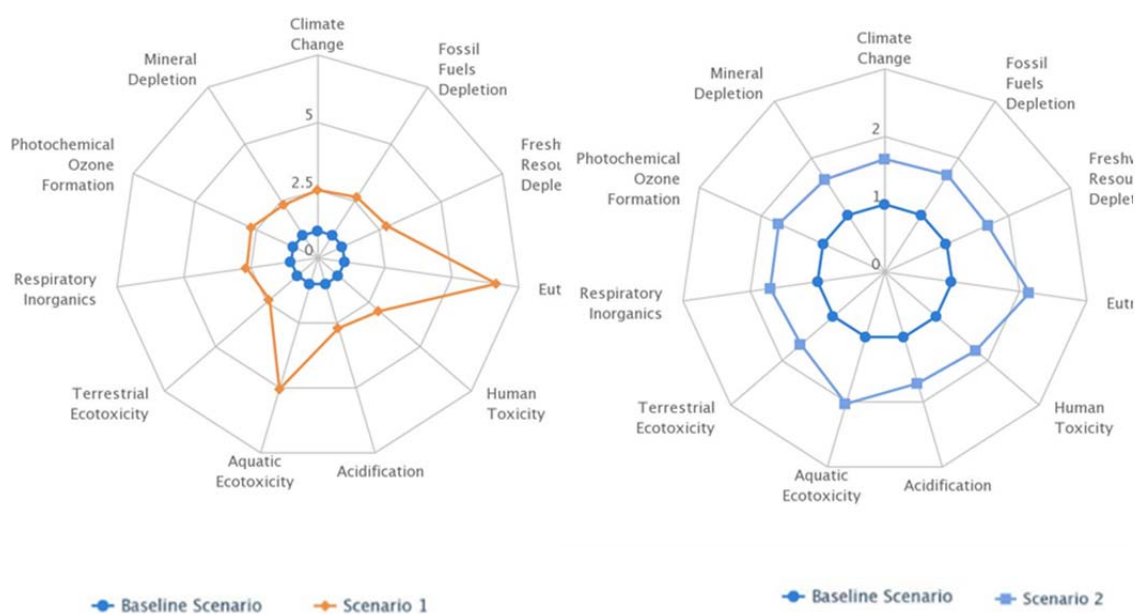 Climate
Change
Fossil
Fuels
Depletion
Mineral
Depletion
5
Photochemical
Ozone
Formation
2.5
0
Respiratory
Inorganics
Terrestrial
Ecotoxicity
Human
Toxicity
Aquatic
Ecotoxicity
Acidification
Baseline Scenario
Scenario 1
Climate
Change
Fossil
Fuels
Depletion
Mineral
Depletion
2
Photochemical
Ozone
Formation
1
0
Respiratory
Inorganics
Terrestrial
Ecotoxicity
Human
Toxicity
Aquatic
Ecotoxicity
Acidification
Baseline Scenario
Scenario 2